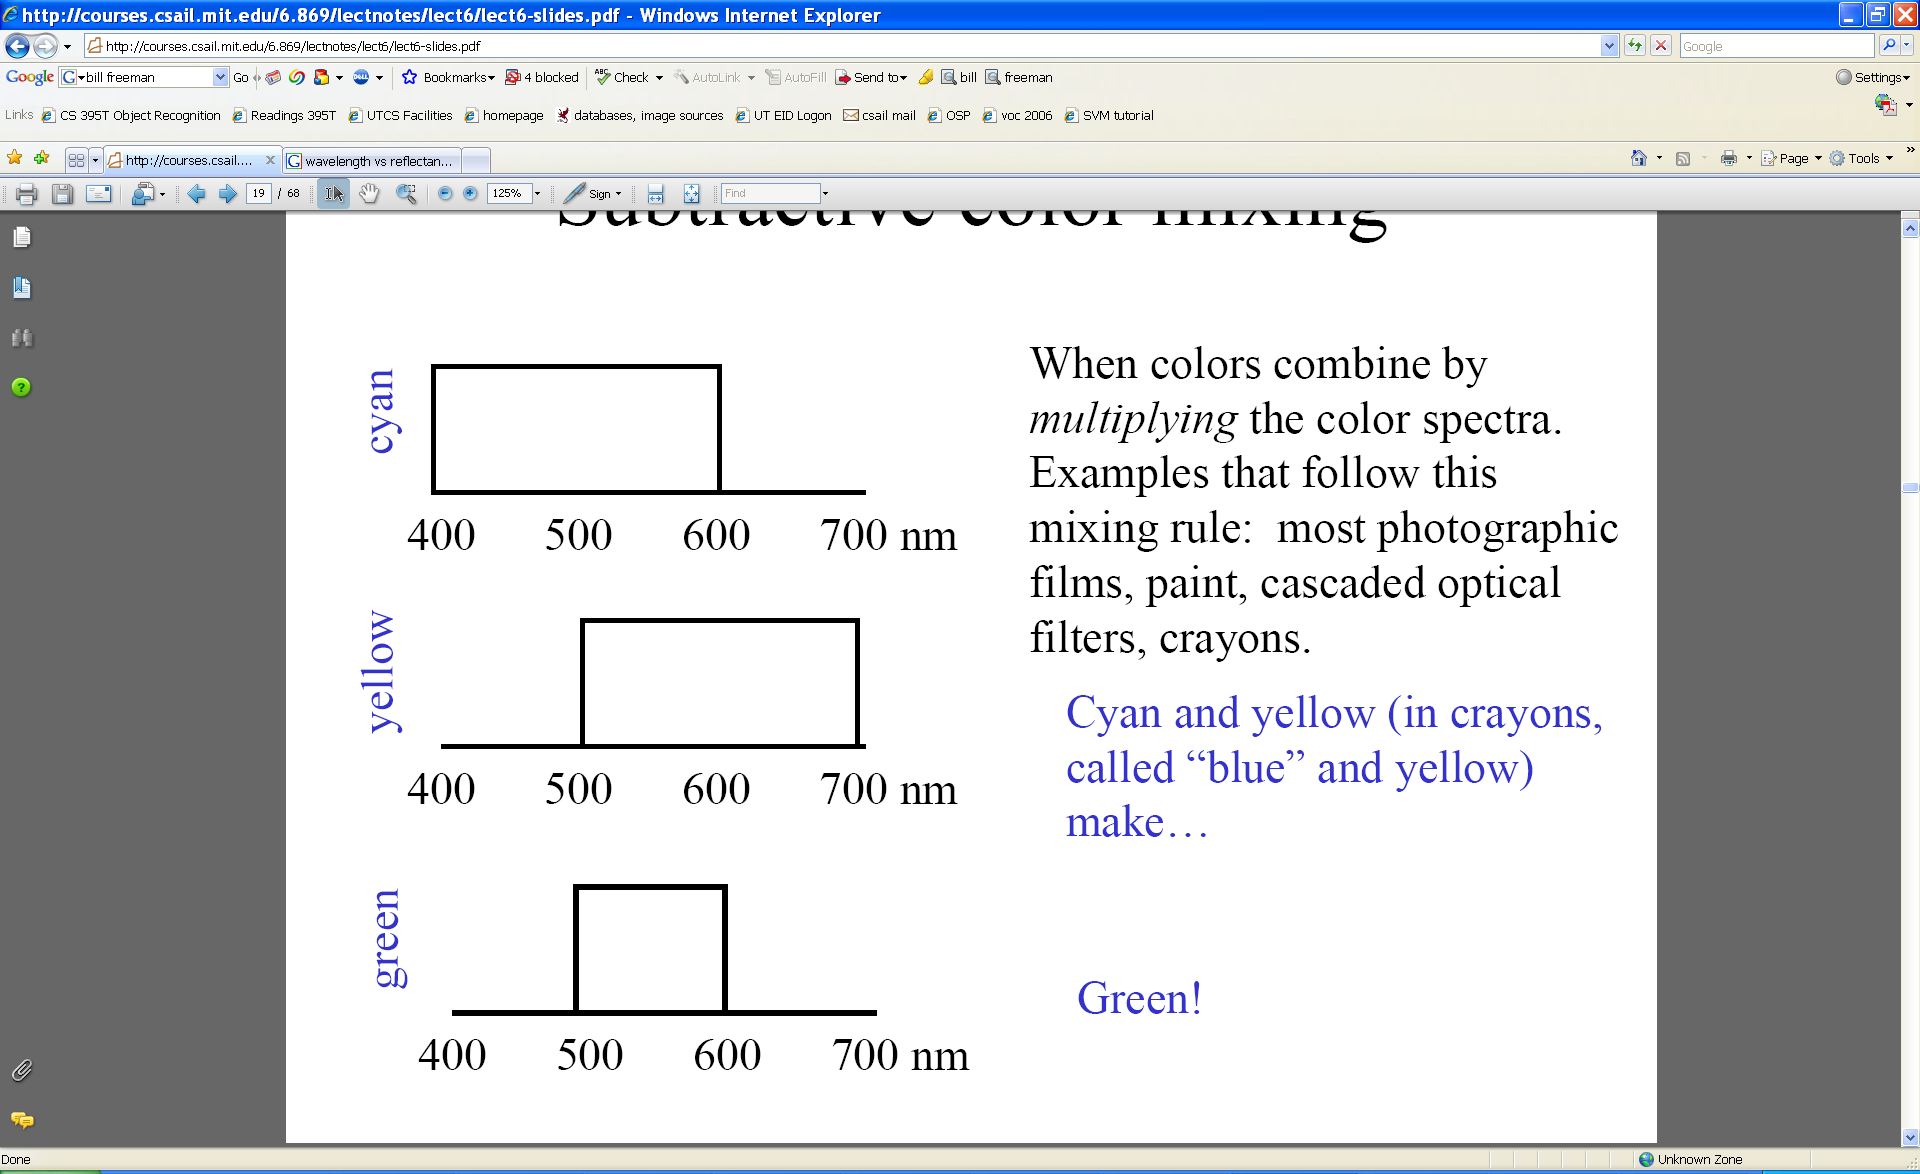 http://courses.csail.mit.edu/6.869/lectnotes/lect6/lect6-slides.pdf - Windows Internet Explorer
http://courses.csail.mit.edu/6.869/lectnotes/lect6/lect6-slides.pdf
Google
Google G bill freeman Go Bookmarks 4 blocked ABC Check AutoLink AutoFill Send to bill freeman Settings
Links CS 395T Object Recognition Readings 395T UTCS Facilities homepage databases, image sources UT EID Logon csail mail OSP voc 2006 SVM tutorial
http://courses.csail.... G wavelength vs reflectan... Page Tools »
19 / 68 125% Sign Find
Subtractive color mixing
cyan
400 500 600 700 nm
yellow
400 500 600 700 nm
green
400 500 600 700 nm
When colors combine by
multiplying the color spectra.
Examples that follow this
mixing rule: most photographic
films, paint, cascaded optical
filters, crayons.
Cyan and yellow (in crayons,
called “blue” and yellow)
make…
Green!
Done Unknown Zone